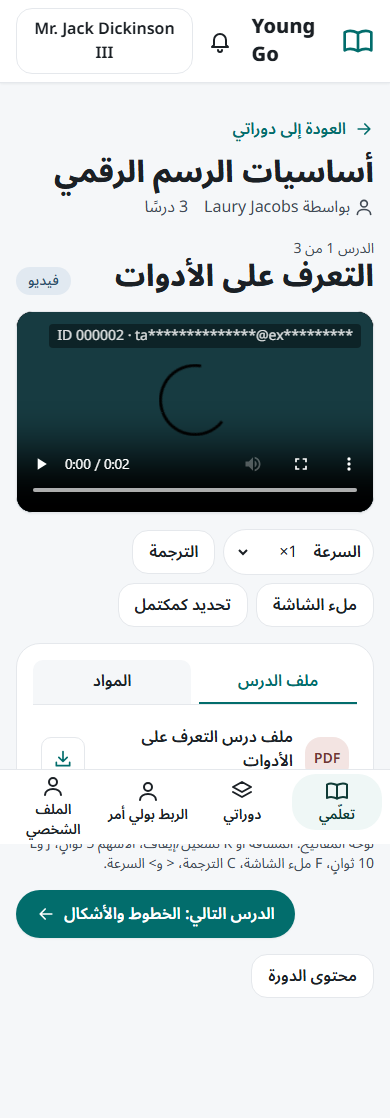 Young Go
Mr. Jack Dickinson III
العودة إلى دوراتي
أساسيات الرسم الرقمي
بواسطة Laury Jacobs 3 درسًا
الدرس 1 من 3
التعرف على الأدوات
فيديو
ID 000002 · ta**************@ex*********
0:00 / 0:02
السرعة 1×
الترجمة
ملء الشاشة
تحديد كمكتمل
ملف الدرس
المواد
PDF
ملف درس التعرف على
الأدوات
تعلّمي
دوراتي
الربط بولي أمر
الملف الشخصي
10 ثوانٍ، F ملء الشاشة، C الترجمة، < و> السرعة.
الدرس التالي: الخطوط والأشكال
محتوى الدورة